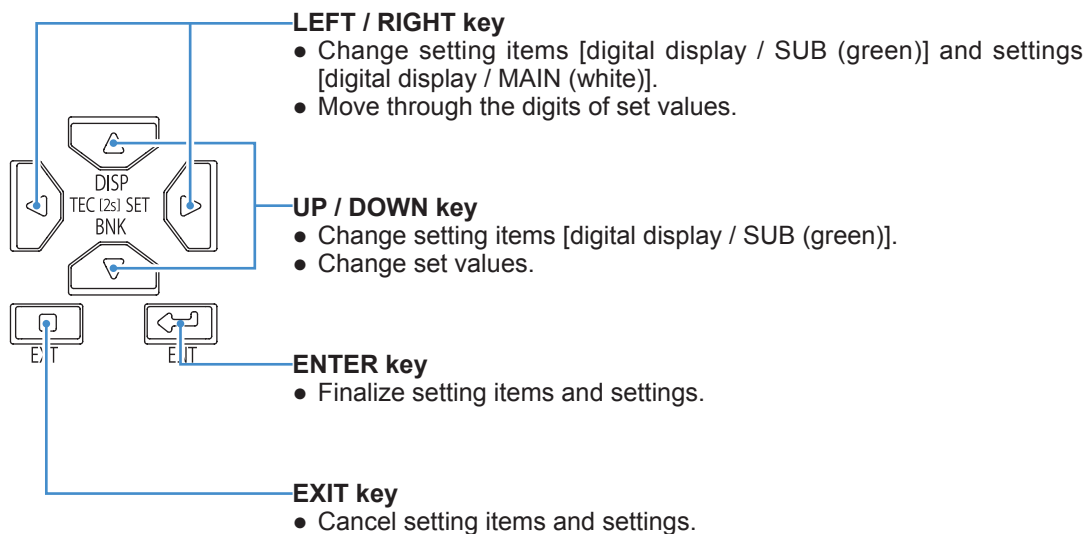 LEFT / RIGHT key
● Change setting items [digital display / SUB (green)] and settings
[digital display / MAIN (white)].
● Move through the digits of set values.
DISP
TEC [2s] SET
BNK
UP / DOWN key
● Change setting items [digital display / SUB (green)].
● Change set values.
EXT
ENT
ENTER key
● Finalize setting items and settings.
EXIT key
● Cancel setting items and settings.